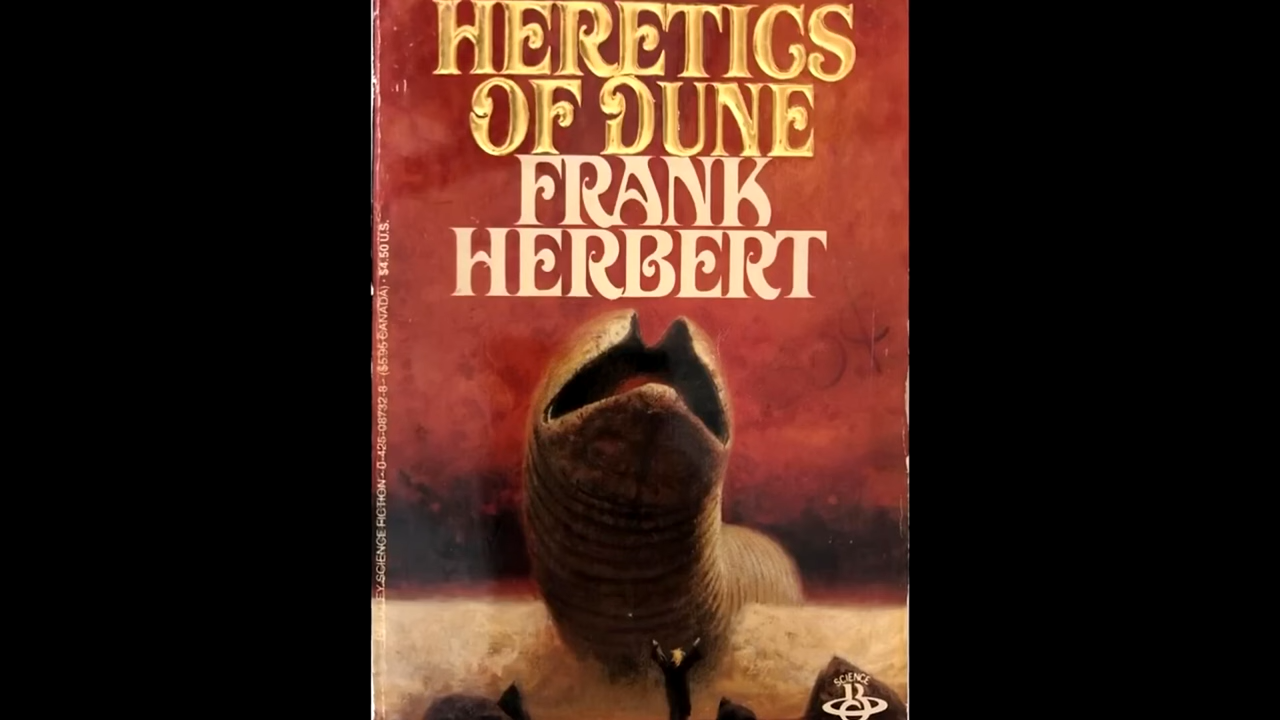 HERETICS
OF DUNE
FRANK
HERBERT
SCIENCE FICTION • 0-425-08732-8 • ($5.95 CANADA) • $4.50 U.S.
SCIENCE
B